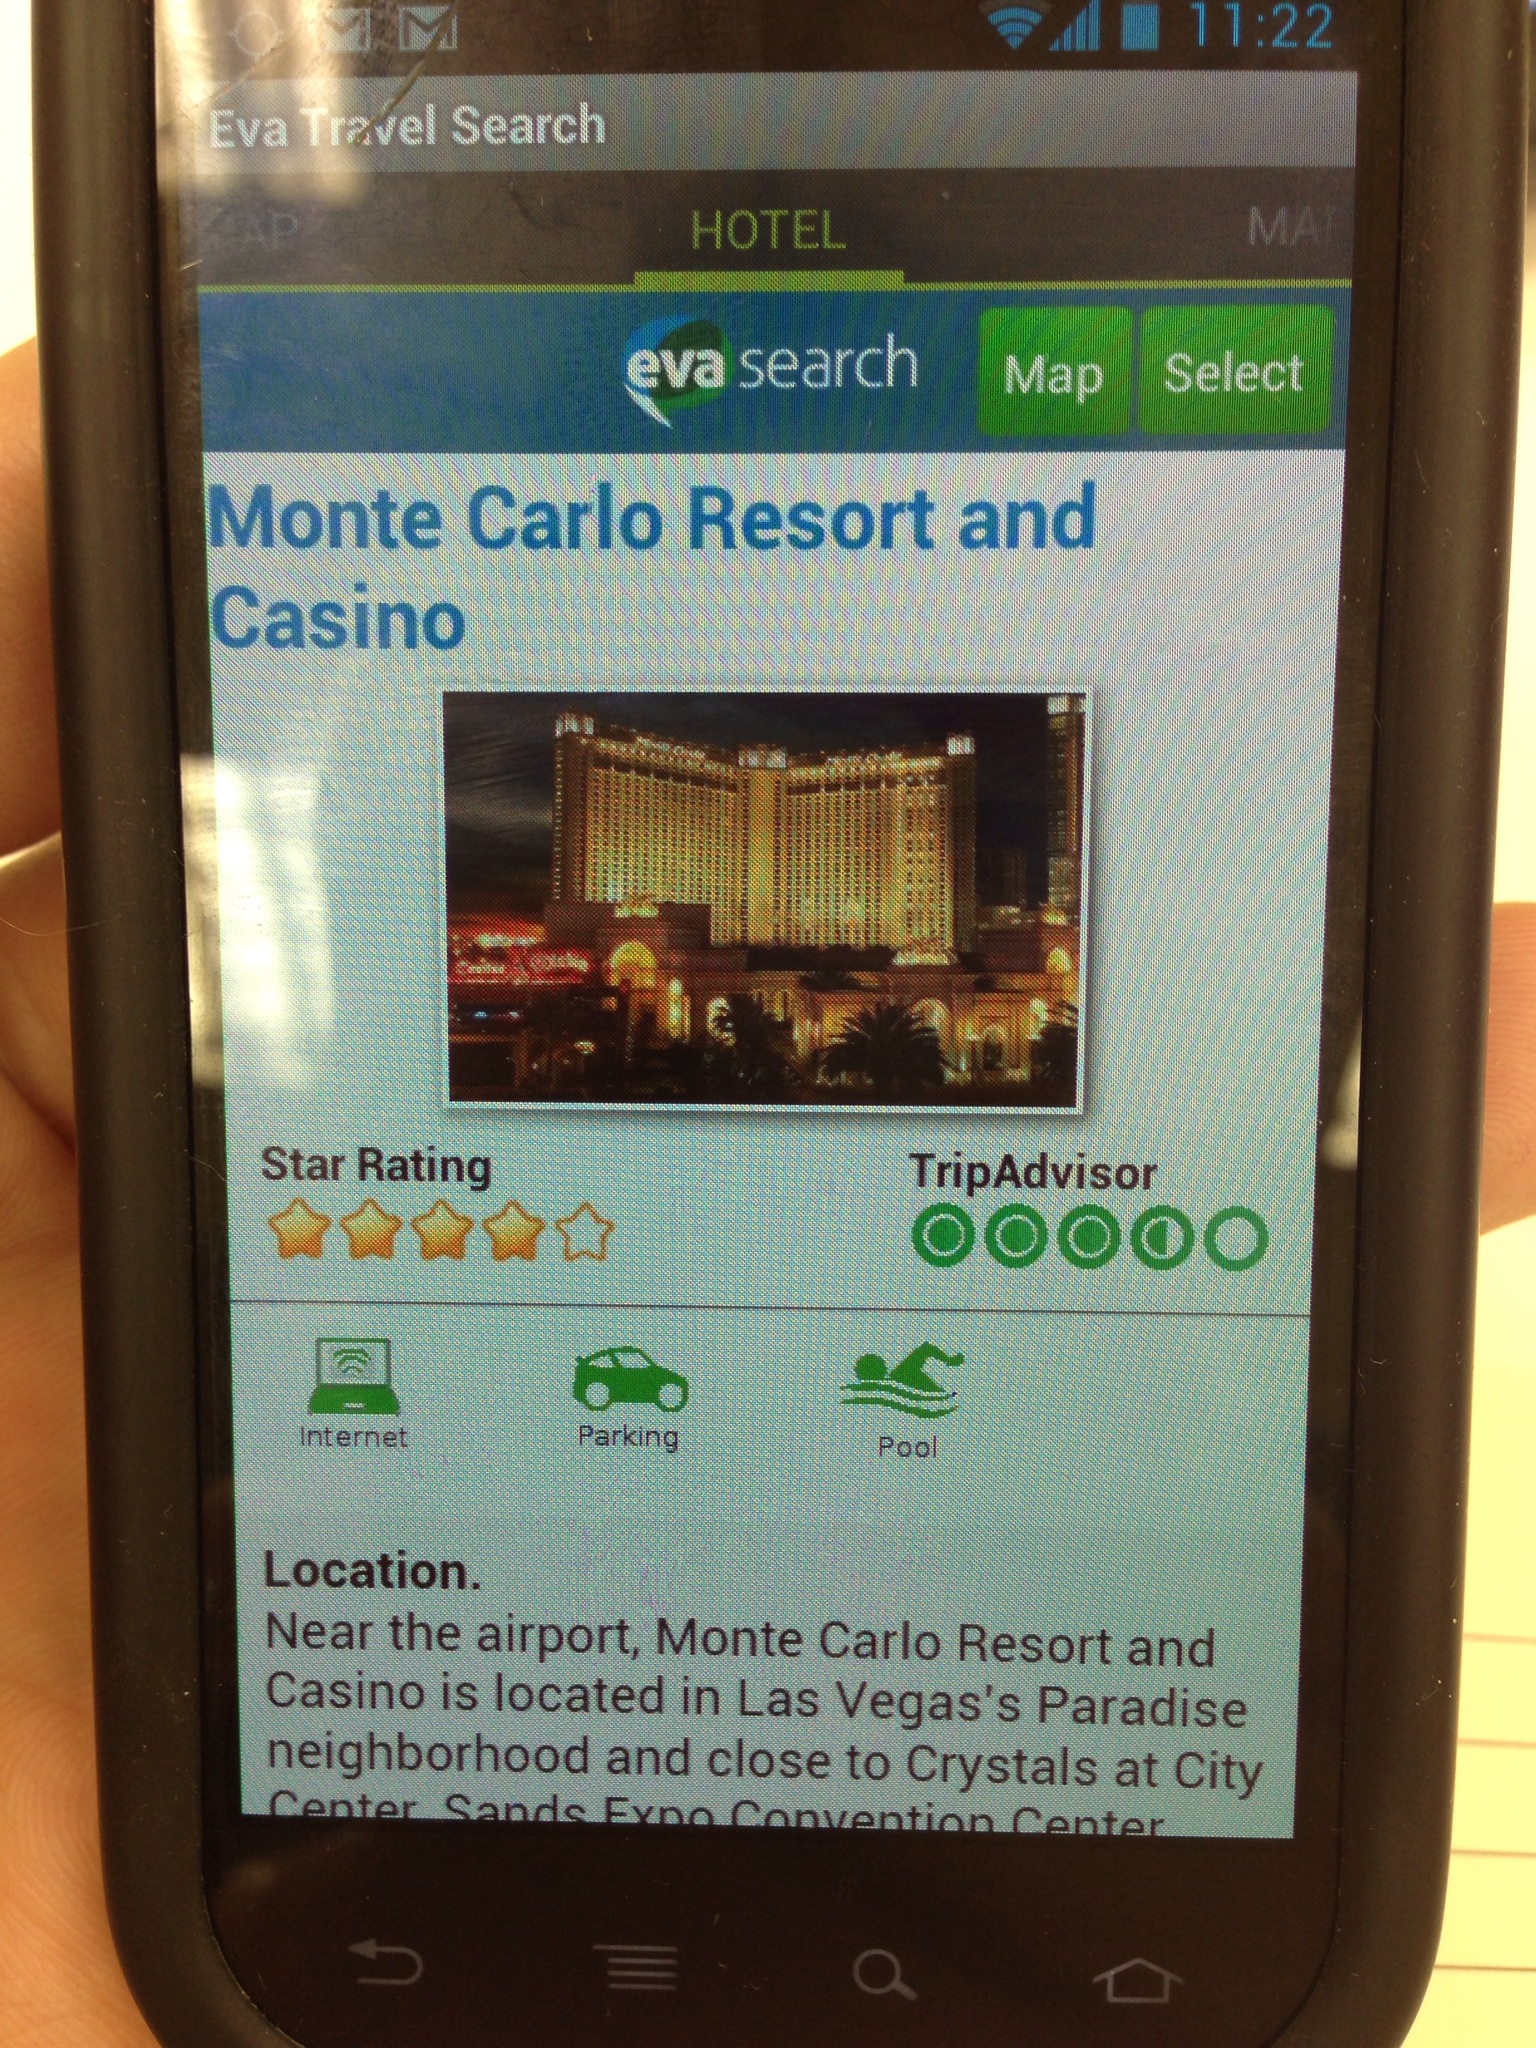 11:22
Eva Travel Search
HOTEL
eva search
Map
Select
Monte Carlo Resort and
Casino
Star Rating
TripAdvisor
Internet
Parking
Pool
Location.
Near the airport, Monte Carlo Resort and
Casino is located in Las Vegas's Paradise
neighborhood and close to Crystals at City
Center, Sands Expo Convention Center